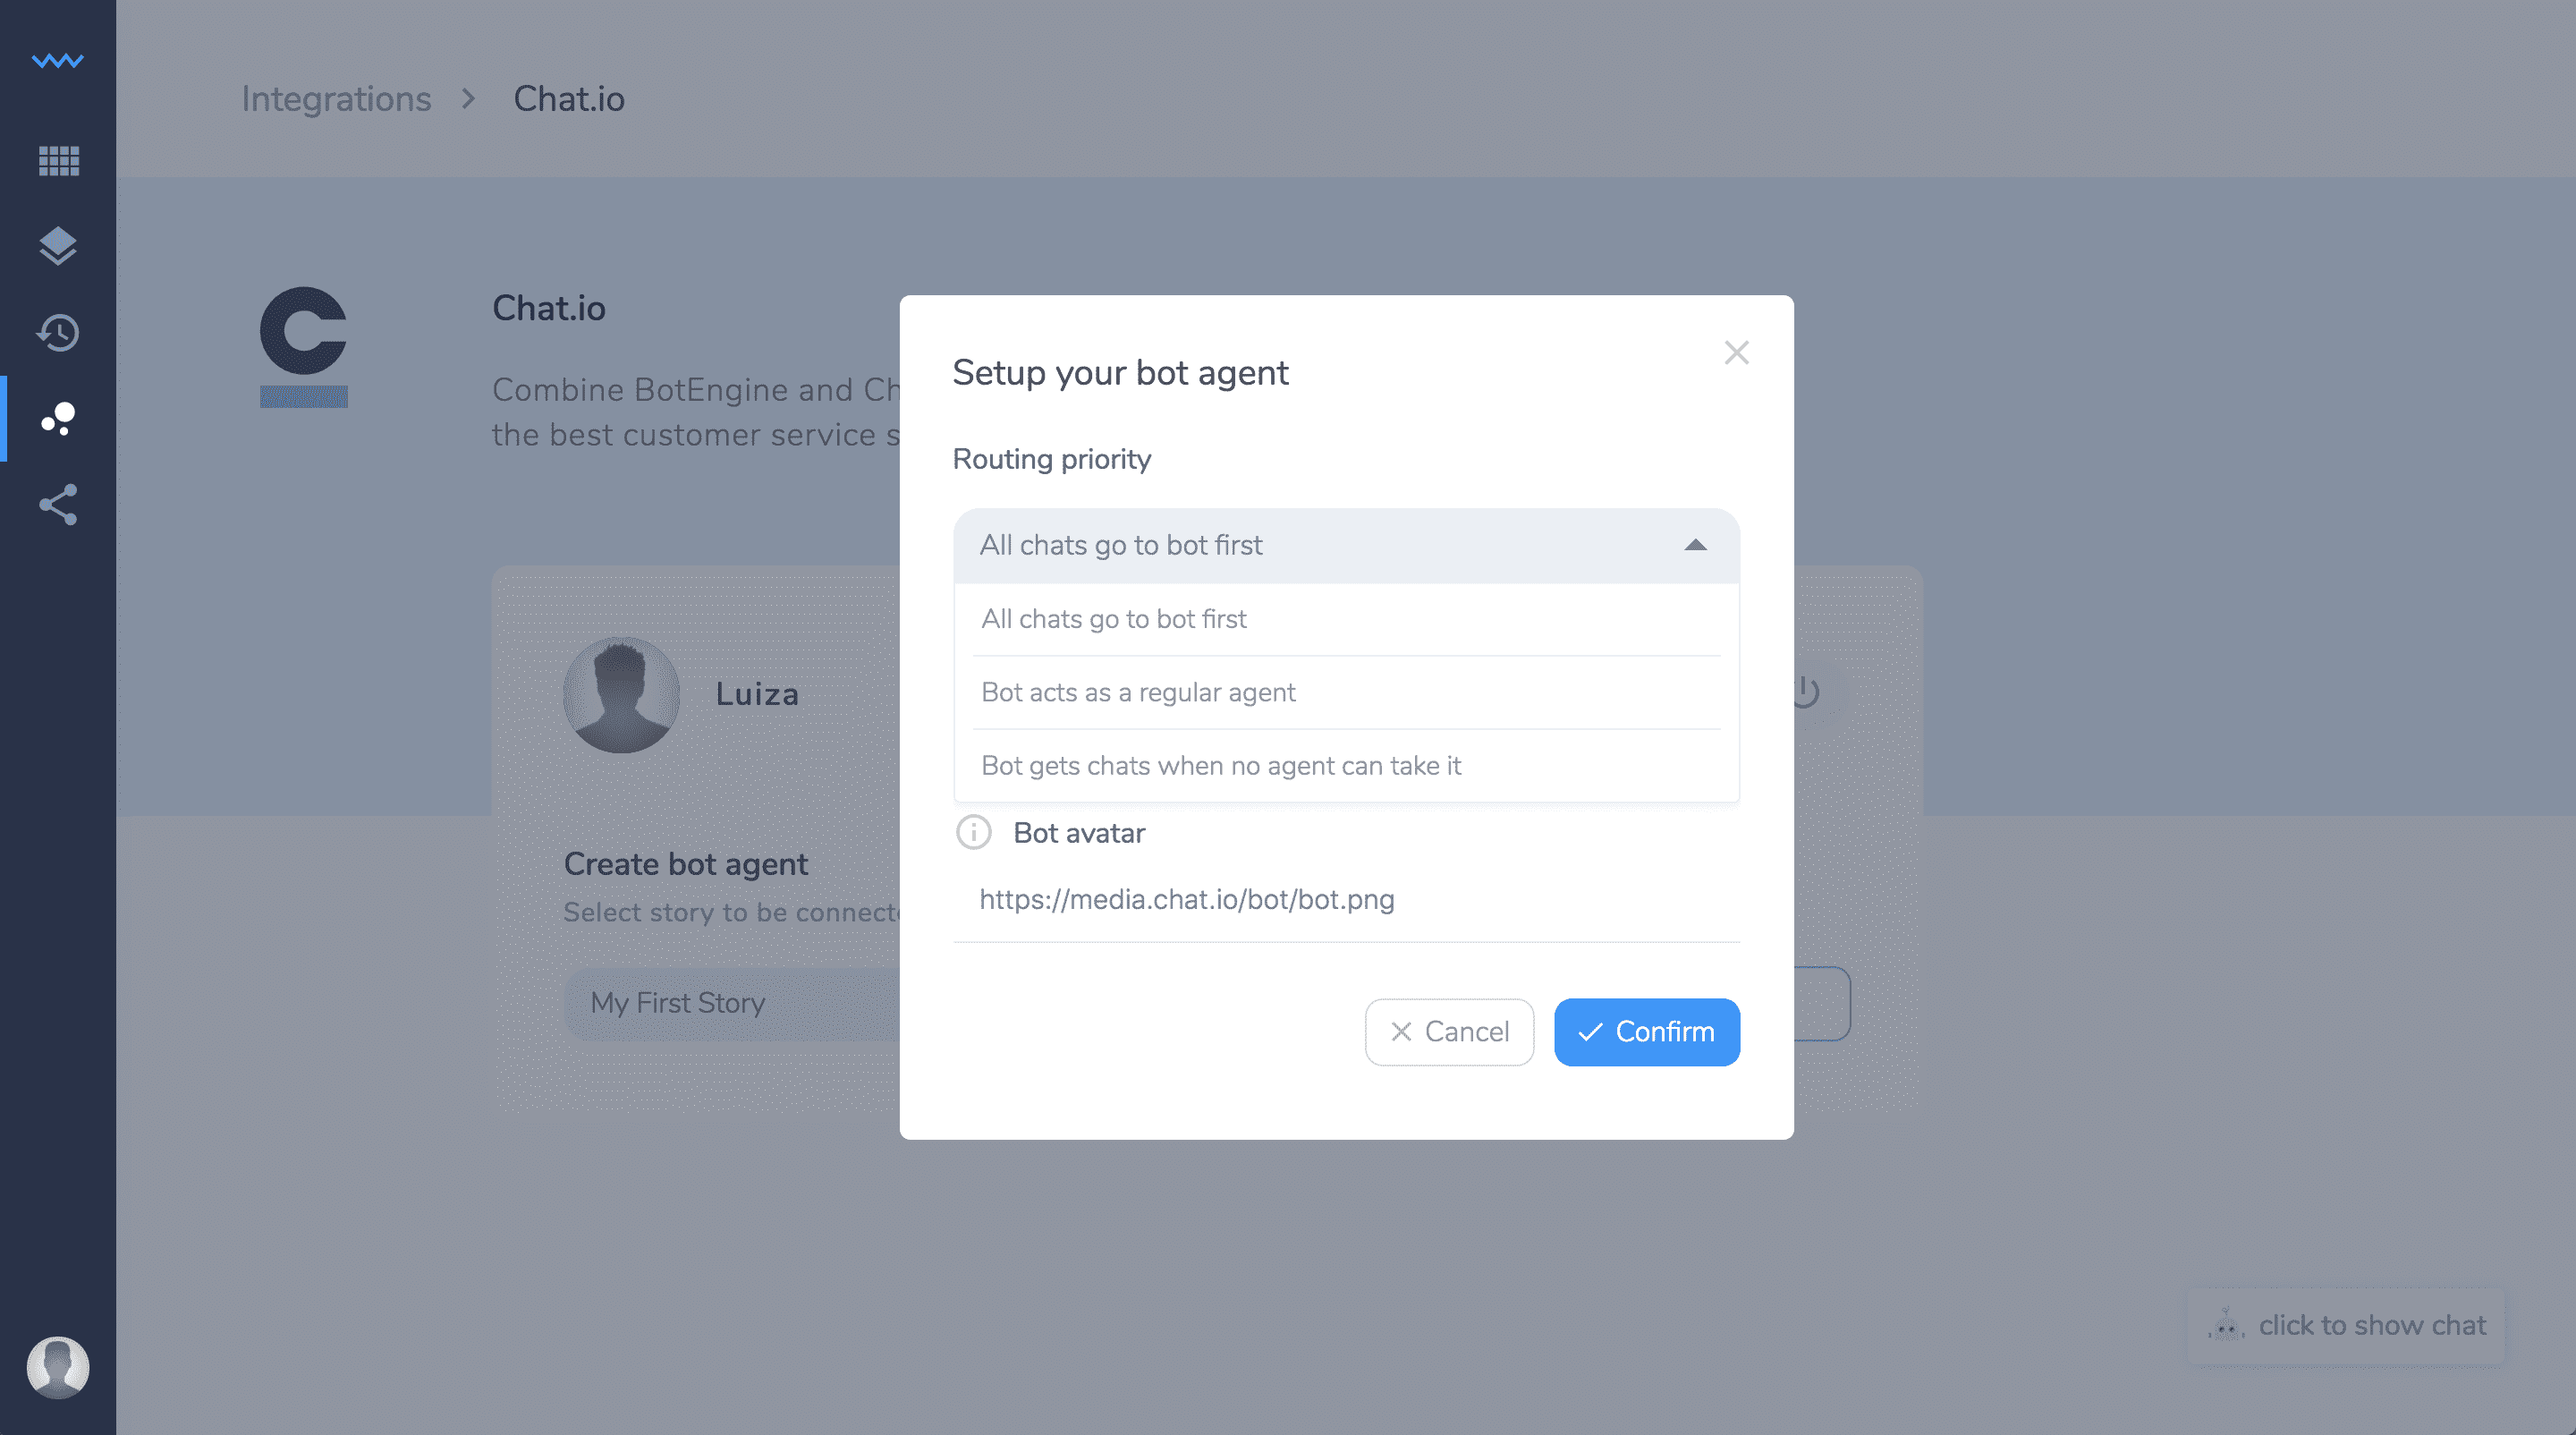 Integrations > Chat.io
Chat.io
Combine BotEngine and Ch
the best customer service s
Luiza
Create bot agent
Select story to be connecte
My First Story
Setup your bot agent
Routing priority
All chats go to bot first
All chats go to bot first
Bot acts as a regular agent
Bot gets chats when no agent can take it
Bot avatar
https://media.chat.io/bot/bot.png
Cancel
Confirm
click to show chat